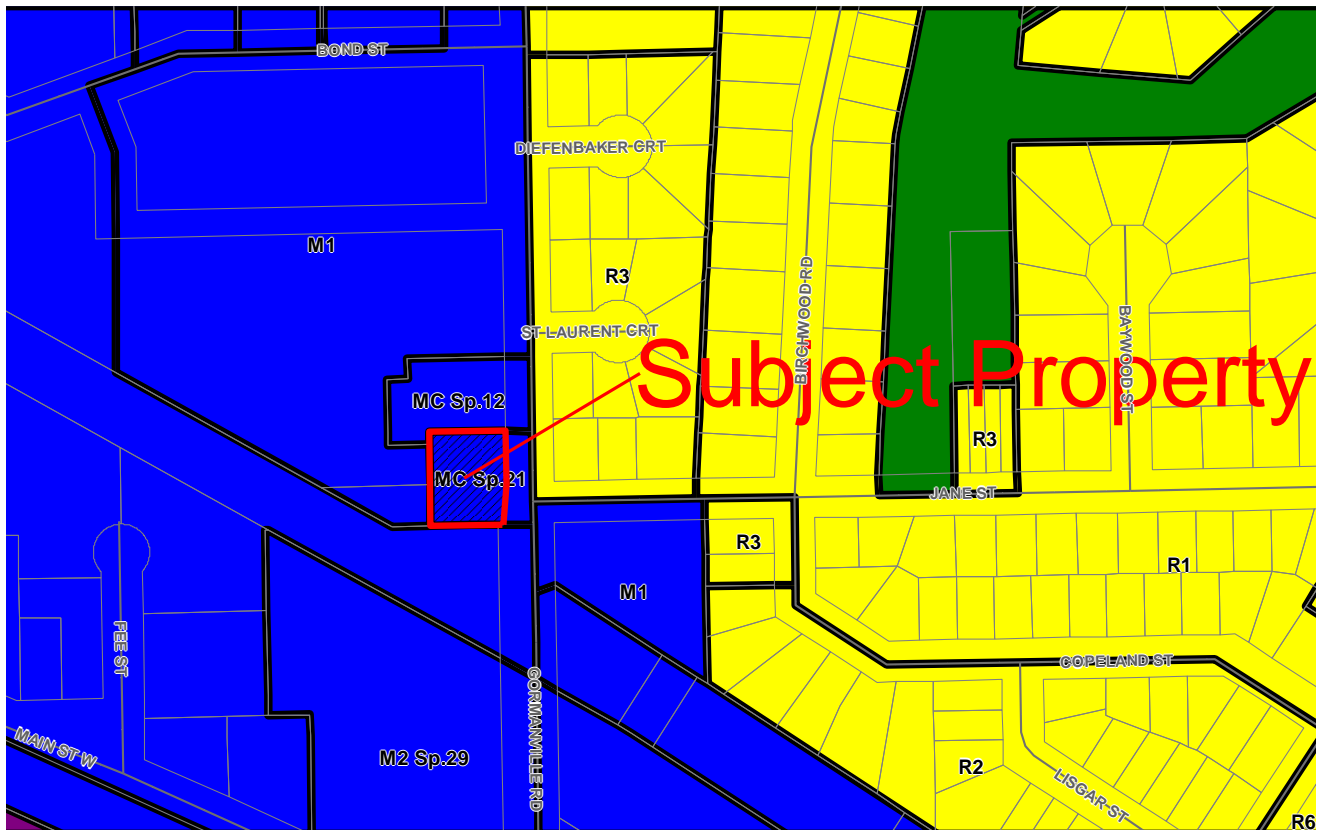 BOND ST
DIEFENBAKER CRT
M1
R3
BIRCHWOOD RD
ST LAURENT CRT
BAYWOOD ST
Subject Property
MC Sp.12
R3
MC Sp.21
JANE ST
R3
R1
M1
FEE ST
COPELAND ST
GORMANVILLE RD
MAIN ST W
M2 Sp.29
R2
LISGAR ST
R6